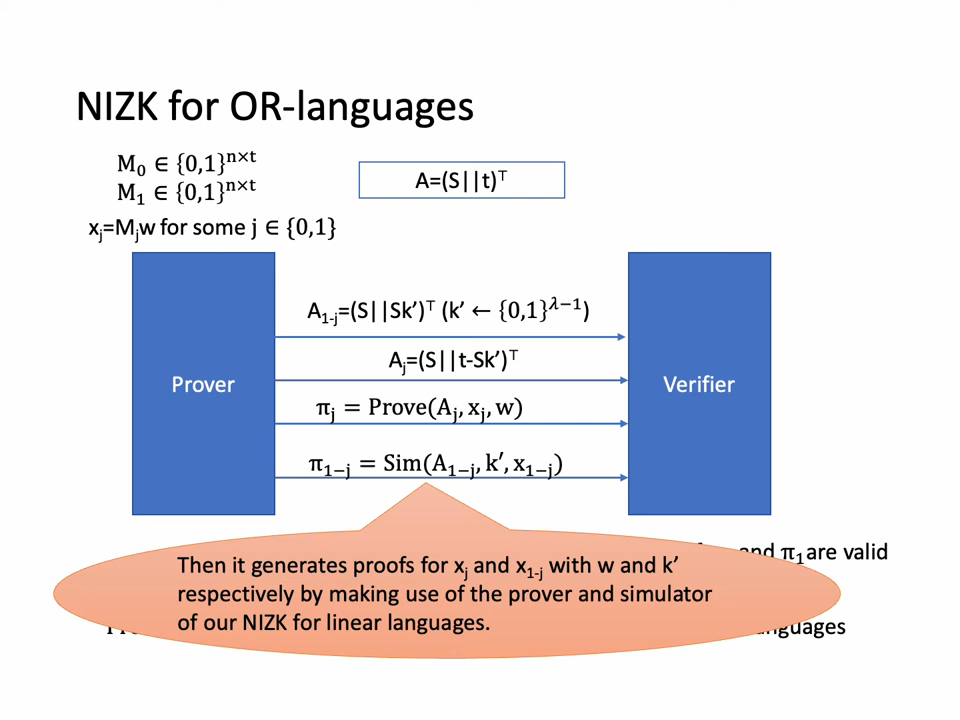 NIZK for OR-languages
M₀ ∈ {0,1}ⁿˣᵗ
M₁ ∈ {0,1}ⁿˣᵗ
A=(S||t)ᵀ
xⱼ=Mⱼw for some j ∈ {0,1}
A₁₋ⱼ=(S||Sk’)ᵀ (k’ ← {0,1}^{λ−1})
Aⱼ=(S||t-Sk’)ᵀ
Prover
Verifier
πⱼ = Prove(Aⱼ, xⱼ, w)
π₁₋ⱼ = Sim(A₁₋ⱼ, k′, x₁₋ⱼ)
and π₁ are valid
Then it generates proofs for xⱼ and x₁₋ⱼ with w and k’
respectively by making use of the prover and simulator
of our NIZK for linear languages.